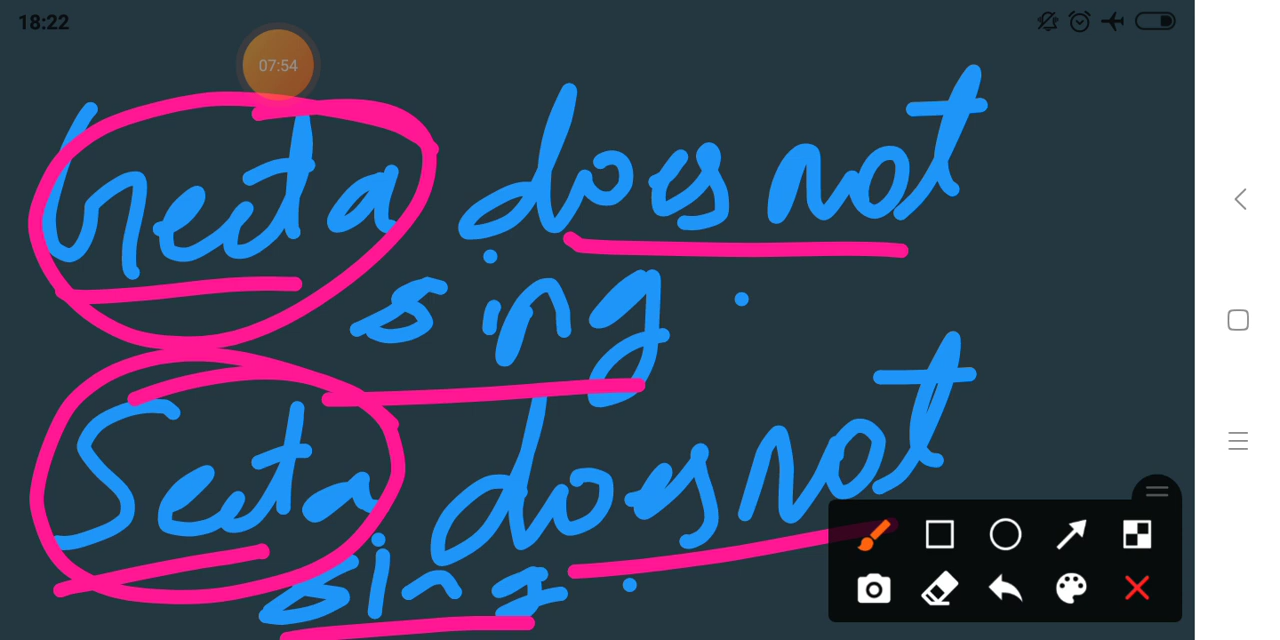 18:22
07:54
Geeta does not
sing.
Seeta does not
sing.